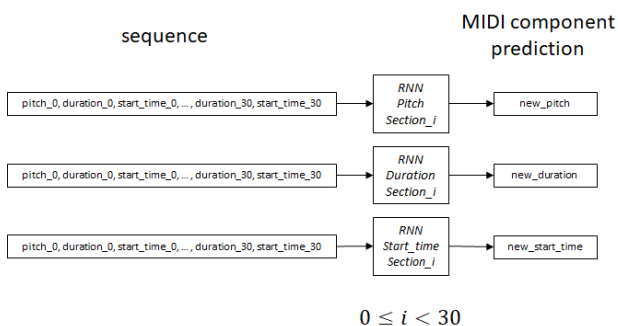 sequence
MIDI component
prediction
pitch_0, duration_0, start_time_0, ... , duration_30, start_time_30
RNN
Pitch
Section_i
new_pitch
pitch_0, duration_0, start_time_0, ... , duration_30, start_time_30
RNN
Duration
Section_i
new_duration
pitch_0, duration_0, start_time_0, ... , duration_30, start_time_30
RNN
Start_time
Section_i
new_start_time
0 ≤ i < 30